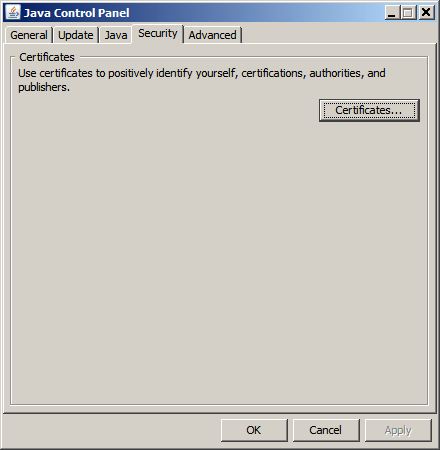 Java Control Panel
General Update Java Security Advanced
Certificates
Use certificates to positively identify yourself, certifications, authorities, and
publishers.
Certificates...
OK Cancel Apply